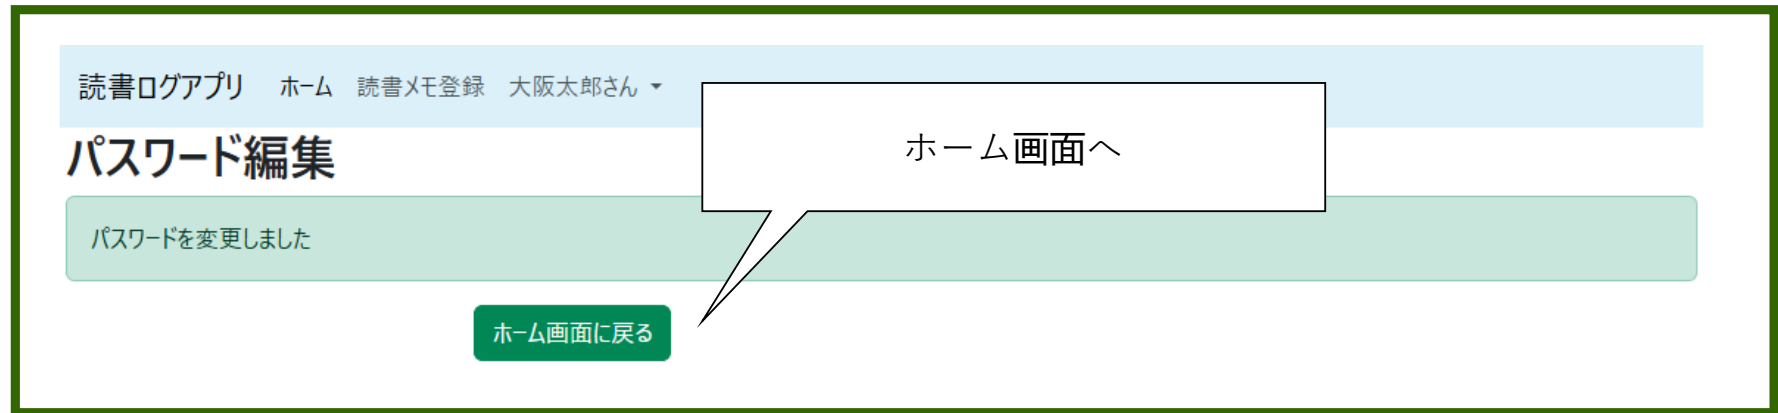 読書ログアプリ ホーム 読書メモ登録 大阪太郎さん
ホーム画面へ
パスワード編集
パスワードを変更しました
ホーム画面に戻る